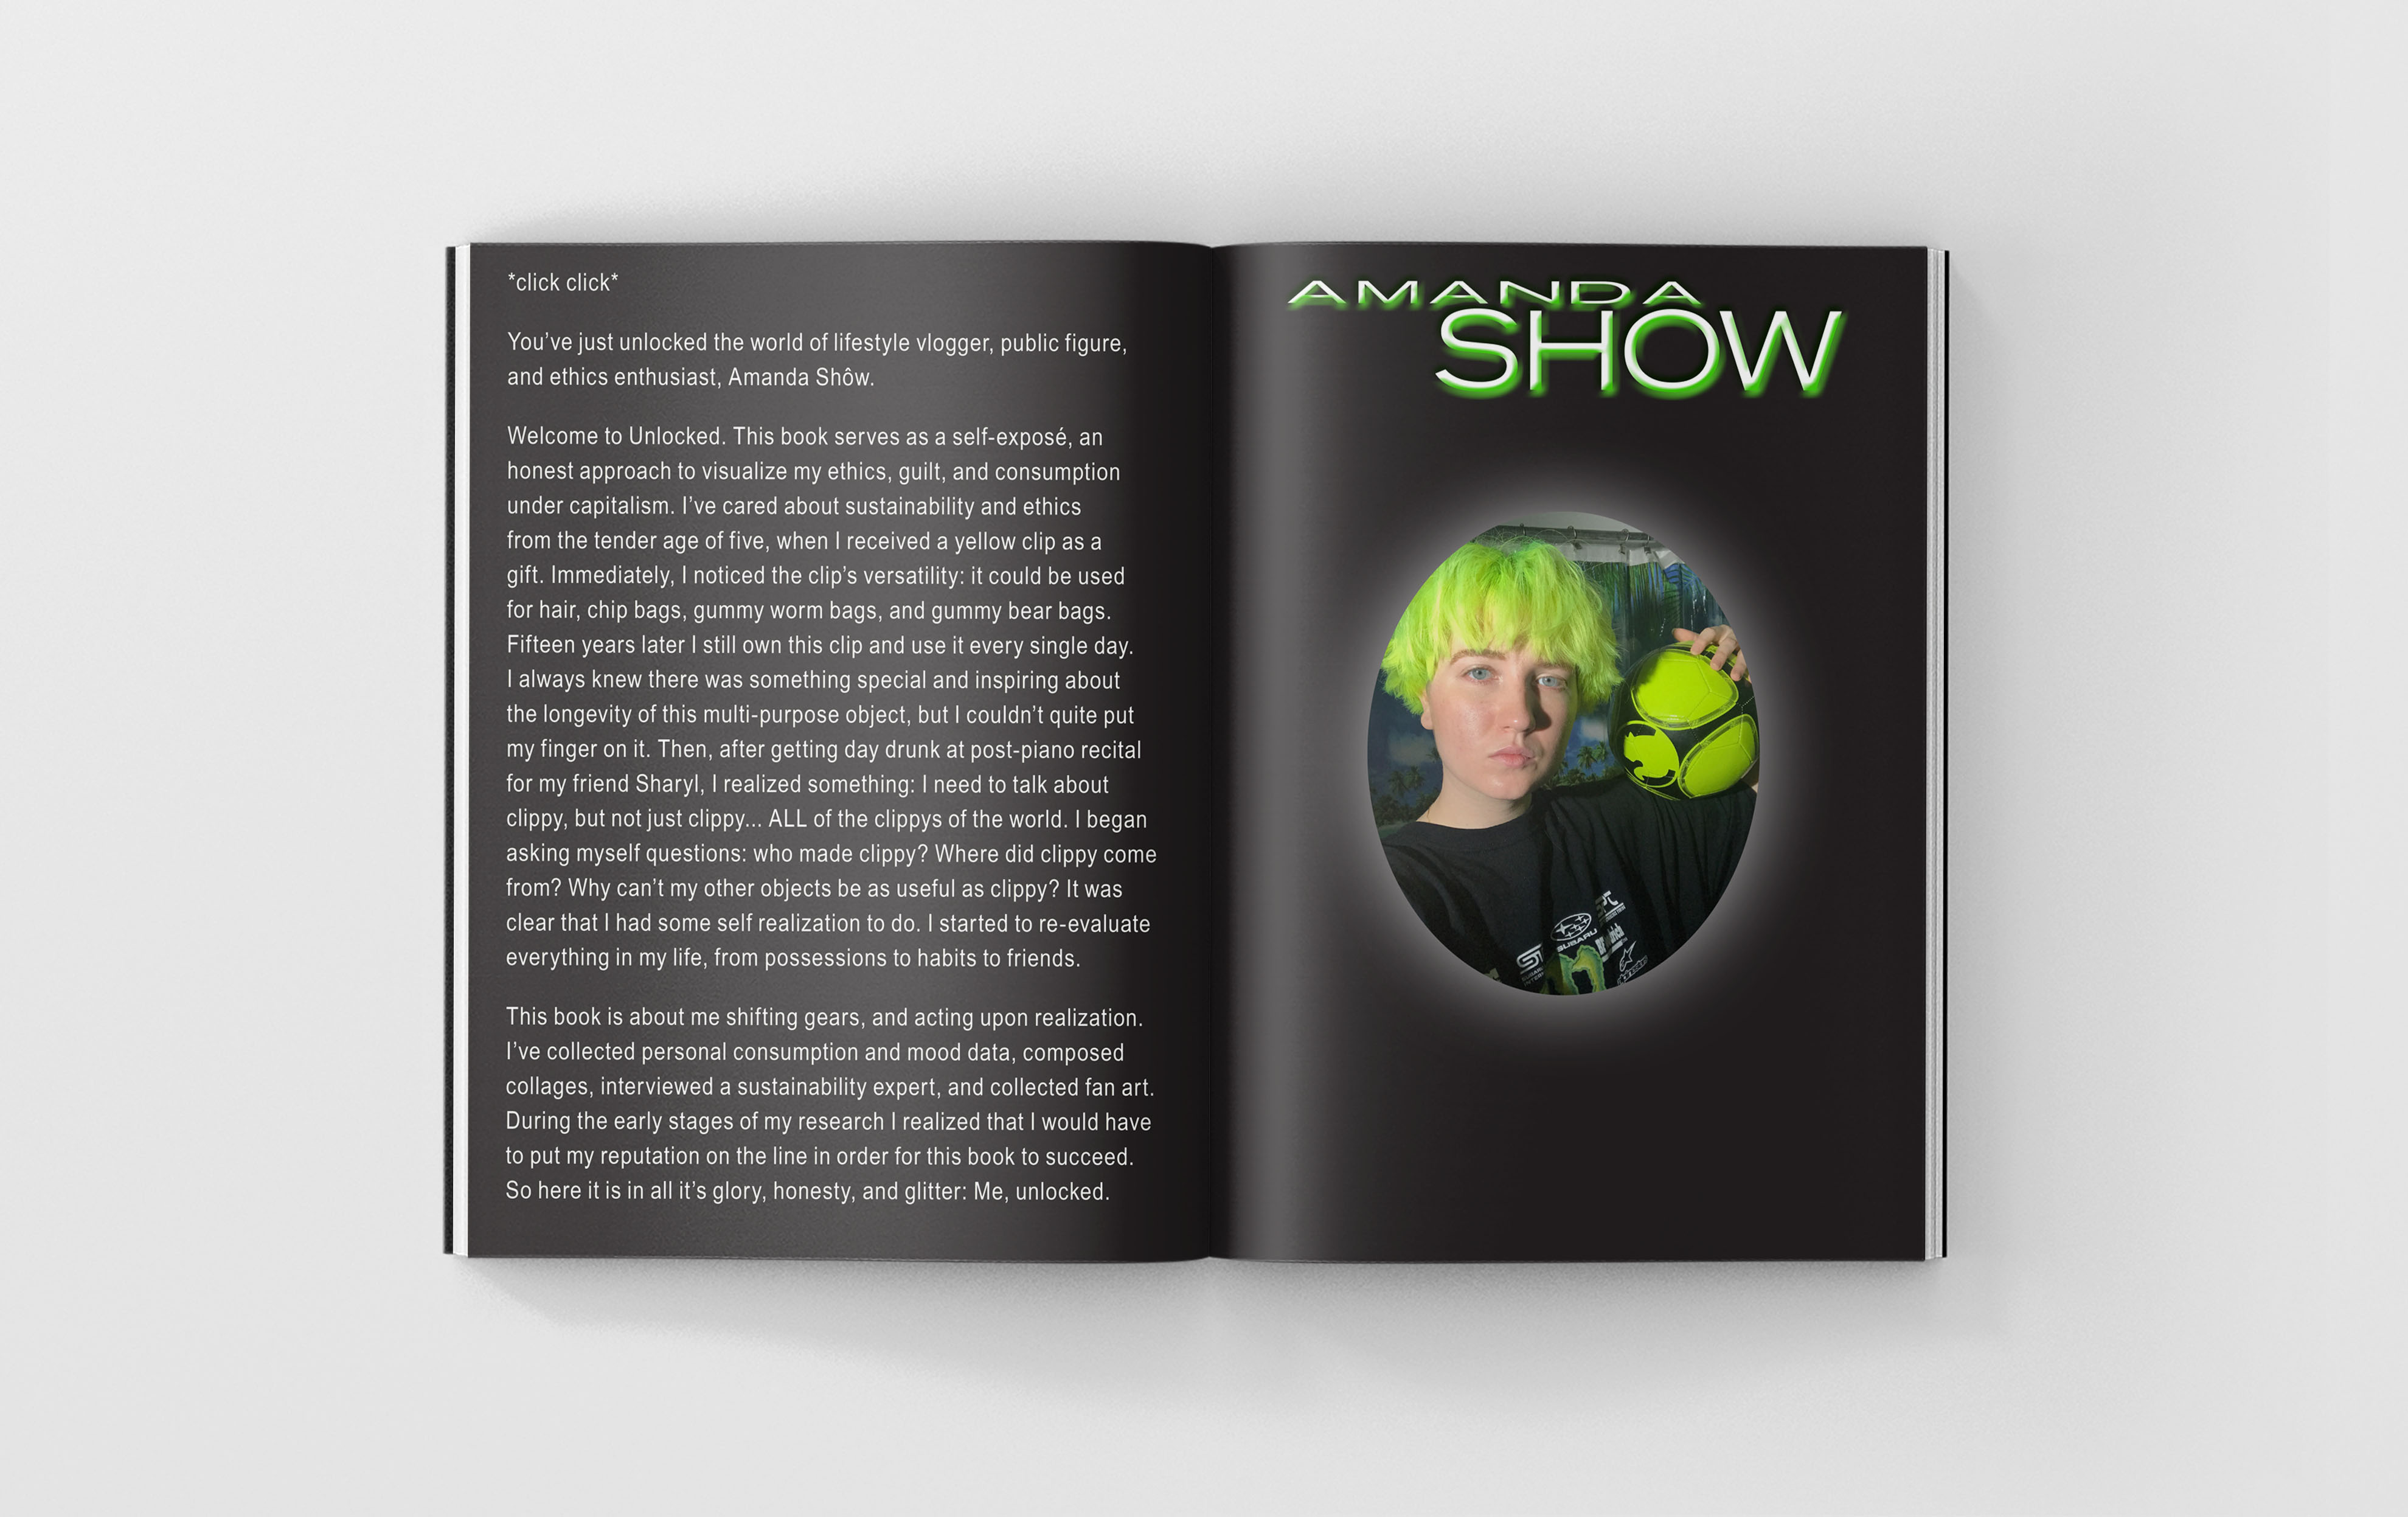 *click click*
You’ve just unlocked the world of lifestyle vlogger, public figure,
and ethics enthusiast, Amanda Shôw.
Welcome to Unlocked. This book serves as a self-exposé, an
honest approach to visualize my ethics, guilt, and consumption
under capitalism. I’ve cared about sustainability and ethics
from the tender age of five, when I received a yellow clip as a
gift. Immediately, I noticed the clip’s versatility: it could be used
for hair, chip bags, gummy worm bags, and gummy bear bags.
Fifteen years later I still own this clip and use it every single day.
I always knew there was something special and inspiring about
the longevity of this multi-purpose object, but I couldn’t quite put
my finger on it. Then, after getting day drunk at post-piano recital
for my friend Sharyl, I realized something: I need to talk about
clippy, but not just clippy... ALL of the clippys of the world. I began
asking myself questions: who made clippy? Where did clippy come
from? Why can’t my other objects be as useful as clippy? It was
clear that I had some self realization to do. I started to re-evaluate
everything in my life, from possessions to habits to friends.
This book is about me shifting gears, and acting upon realization.
I’ve collected personal consumption and mood data, composed
collages, interviewed a sustainability expert, and collected fan art.
During the early stages of my research I realized that I would have
to put my reputation on the line in order for this book to succeed.
So here it is in all it’s glory, honesty, and glitter: Me, unlocked.
AMANDA
SHÔW
SUBARU